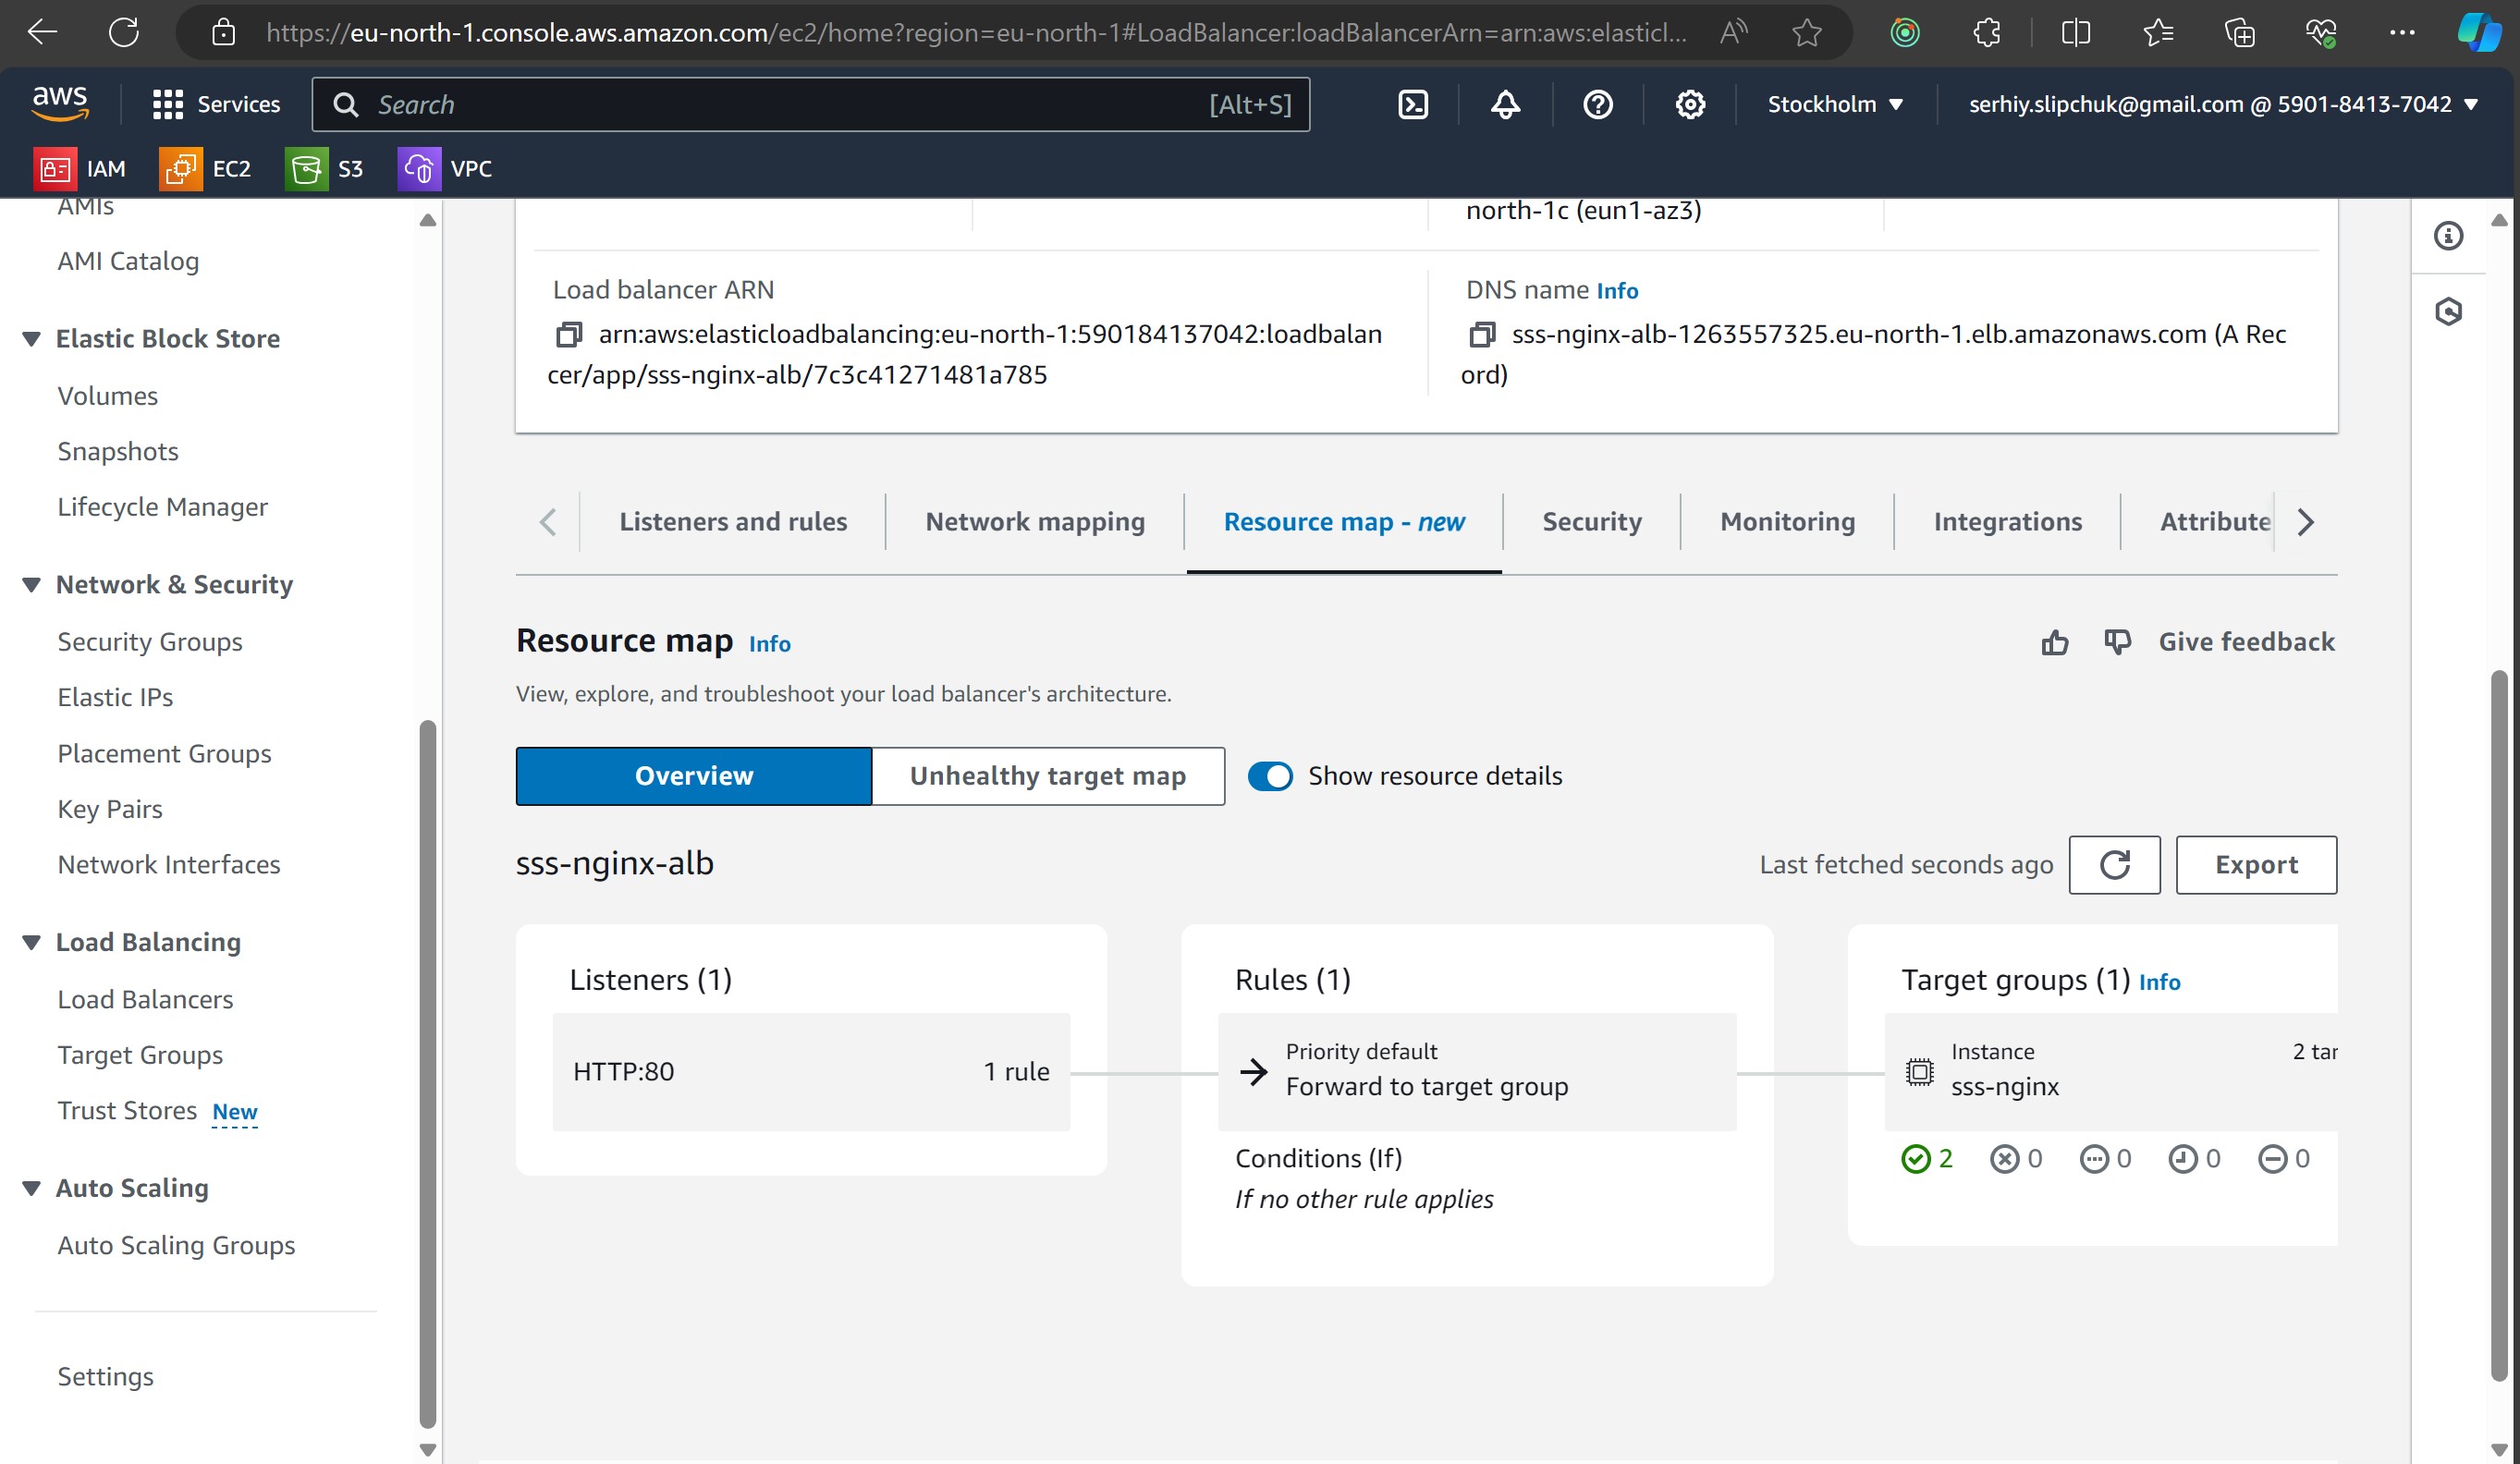 https://eu-north-1.console.aws.amazon.com/ec2/home?region=eu-north-1#LoadBalancer:loadBalancerArn=arn:aws:elasticl...
aws
Services
Search
[Alt+S]
Stockholm
serhiy.slipchuk@gmail.com @ 5901-8413-7042
IAM
EC2
S3
VPC
AMIs
AMI Catalog
Elastic Block Store
Volumes
Snapshots
Lifecycle Manager
Network & Security
Security Groups
Elastic IPs
Placement Groups
Key Pairs
Network Interfaces
Load Balancing
Load Balancers
Target Groups
Trust Stores New
Auto Scaling
Auto Scaling Groups
Settings
north-1c (eun1-az3)
Load balancer ARN
arn:aws:elasticloadbalancing:eu-north-1:590184137042:loadbalan
cer/app/sss-nginx-alb/7c3c41271481a785
DNS name Info
sss-nginx-alb-1263557325.eu-north-1.elb.amazonaws.com (A Rec
ord)
Listeners and rules
Network mapping
Resource map - new
Security
Monitoring
Integrations
Attribute
Resource map Info
Give feedback
View, explore, and troubleshoot your load balancer's architecture.
Overview
Unhealthy target map
Show resource details
sss-nginx-alb
Last fetched seconds ago
Export
Listeners (1)
HTTP:80
1 rule
Rules (1)
Priority default
Forward to target group
Conditions (If)
If no other rule applies
Target groups (1) Info
Instance
2 tar
sss-nginx
2 0 0 0 0